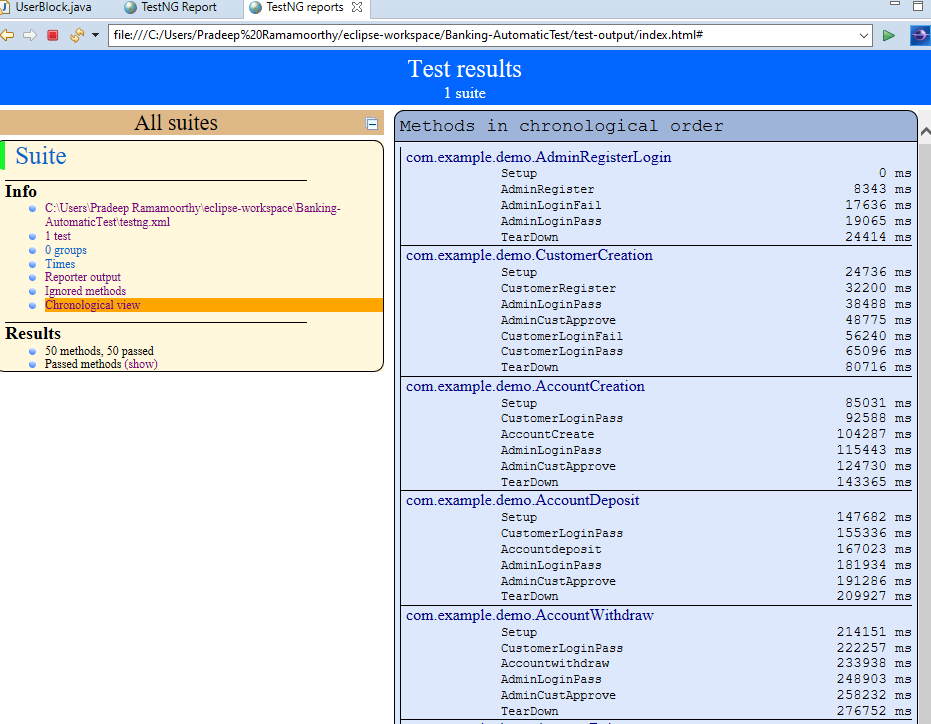 UserBlock.java TestNG Report TestNG reports
file:///C:/Users/Pradeep%20Ramamoorthy/eclipse-workspace/Banking-AutomaticTest/test-output/index.html#
Test results
1 suite
All suites
Suite
Info
C:\Users\Pradeep Ramamoorthy\eclipse-workspace\Banking-
AutomaticTest\testng.xml
1 test
0 groups
Times
Reporter output
Ignored methods
Chronological view
Results
50 methods, 50 passed
Passed methods (show)
Methods in chronological order
com.example.demo.AdminRegisterLogin
Setup 0 ms
AdminRegister 8343 ms
AdminLoginFail 17636 ms
AdminLoginPass 19065 ms
TearDown 24414 ms
com.example.demo.CustomerCreation
Setup 24736 ms
CustomerRegister 32200 ms
AdminLoginPass 38488 ms
AdminCustApprove 48775 ms
CustomerLoginFail 56240 ms
CustomerLoginPass 65096 ms
TearDown 80716 ms
com.example.demo.AccountCreation
Setup 85031 ms
CustomerLoginPass 92588 ms
AccountCreate 104287 ms
AdminLoginPass 115443 ms
AdminCustApprove 124730 ms
TearDown 143365 ms
com.example.demo.AccountDeposit
Setup 147682 ms
CustomerLoginPass 155336 ms
Accountdeposit 167023 ms
AdminLoginPass 181934 ms
AdminCustApprove 191286 ms
TearDown 209927 ms
com.example.demo.AccountWithdraw
Setup 214151 ms
CustomerLoginPass 222257 ms
Accountwithdraw 233938 ms
AdminLoginPass 248903 ms
AdminCustApprove 258232 ms
TearDown 276752 ms